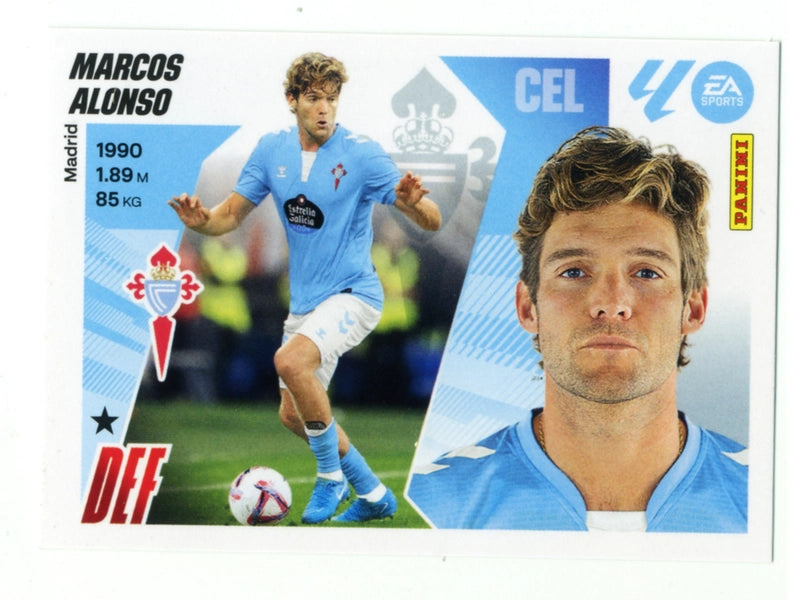 MARCOS
ALONSO
Madrid
1990
1.89 M
85 KG
DEF
Estrella
Galicia
CEL
EA
SPORTS
PANINI